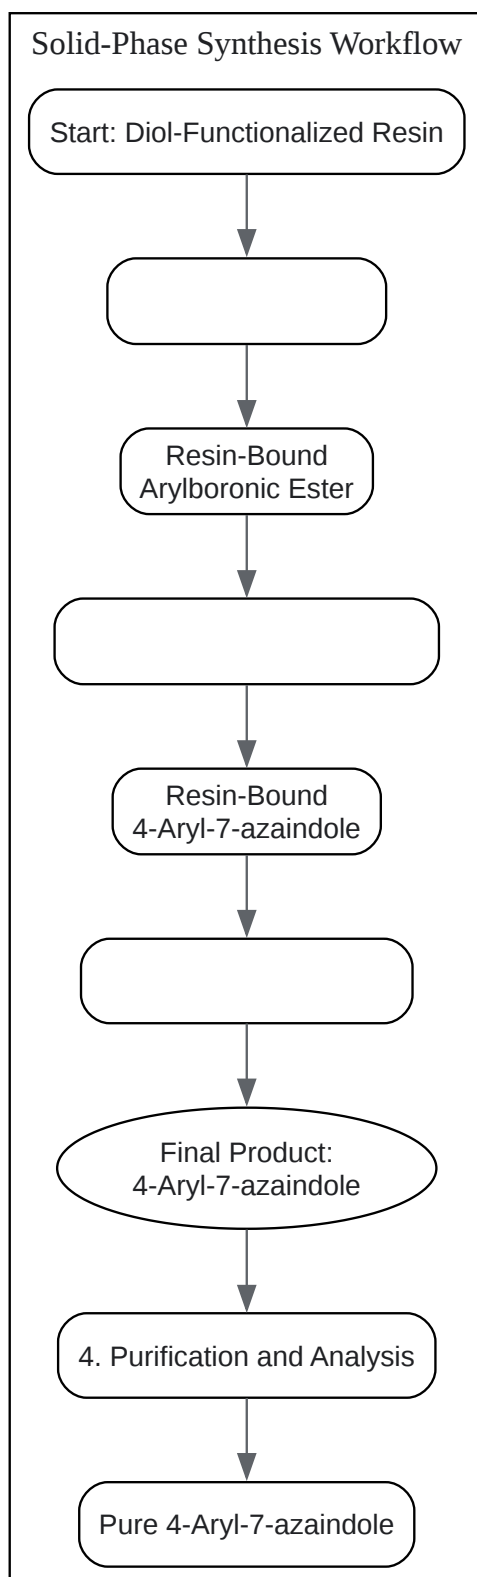 Solid-Phase Synthesis Workflow
Start: Diol-Functionalized Resin
Resin-Bound
Arylboronic Ester
Resin-Bound
4-Aryl-7-azaindole
Final Product:
4-Aryl-7-azaindole
4. Purification and Analysis
Pure 4-Aryl-7-azaindole